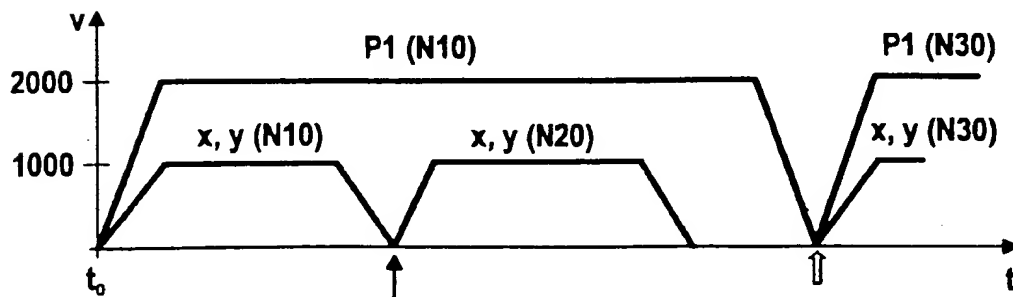 v
P1 (N10)
P1 (N30)
2000
x, y (N10)
x, y (N20)
x, y (N30)
1000
t₀
t